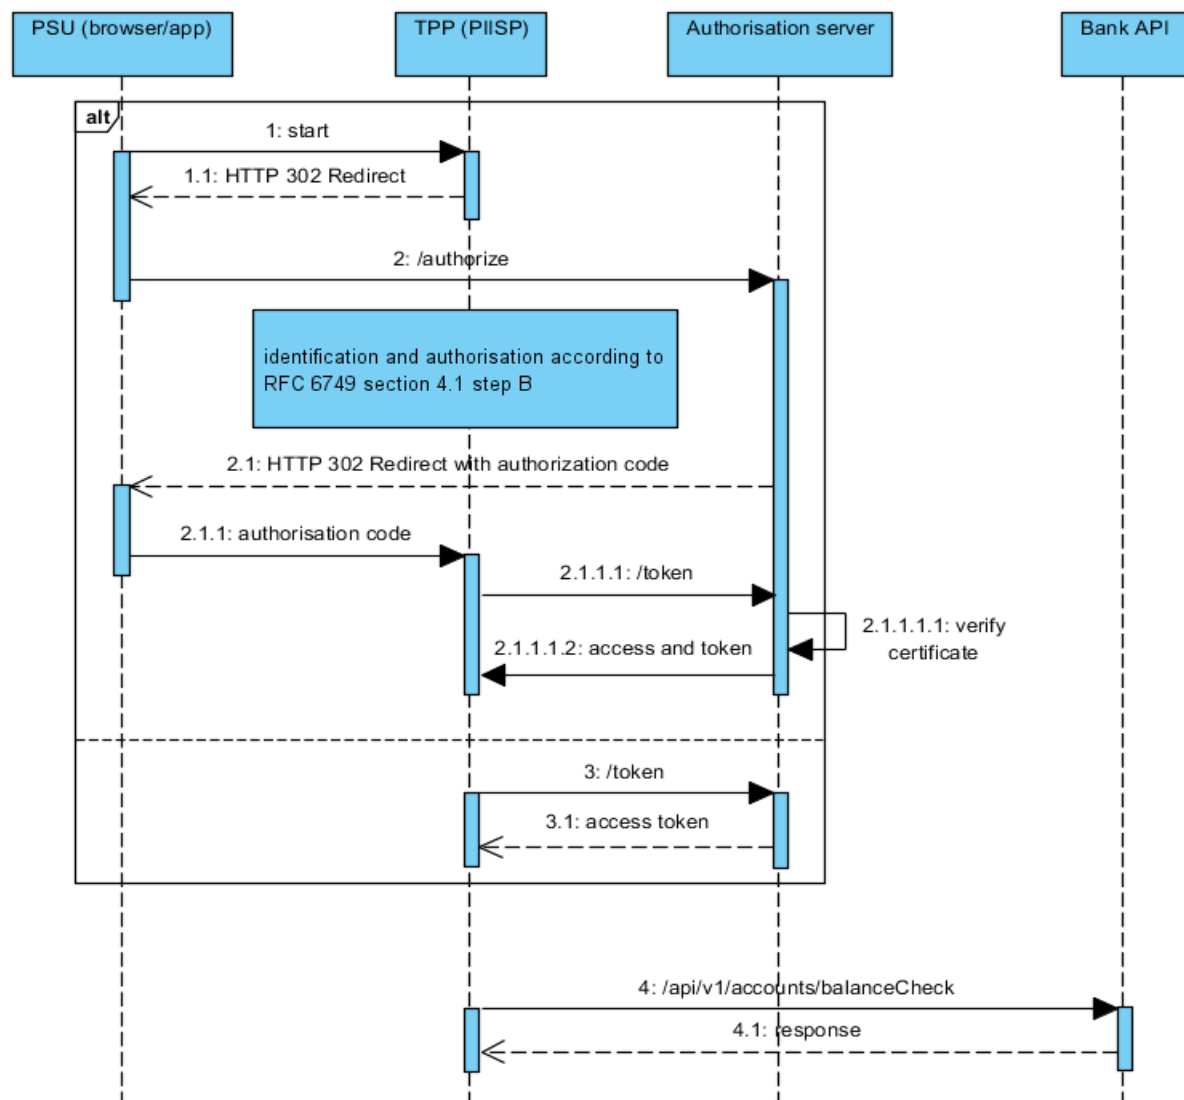 PSU (browser/app)
TPP (PIISP)
Authorisation server
Bank API
alt
1: start
1.1: HTTP 302 Redirect
2: /authorize
identification and authorisation according to
RFC 6749 section 4.1 step B
2.1: HTTP 302 Redirect with authorization code
2.1.1: authorisation code
2.1.1.1: /token
2.1.1.1.1: verify
certificate
2.1.1.1.2: access and token
3: /token
3.1: access token
4: /api/v1/accounts/balanceCheck
4.1: response